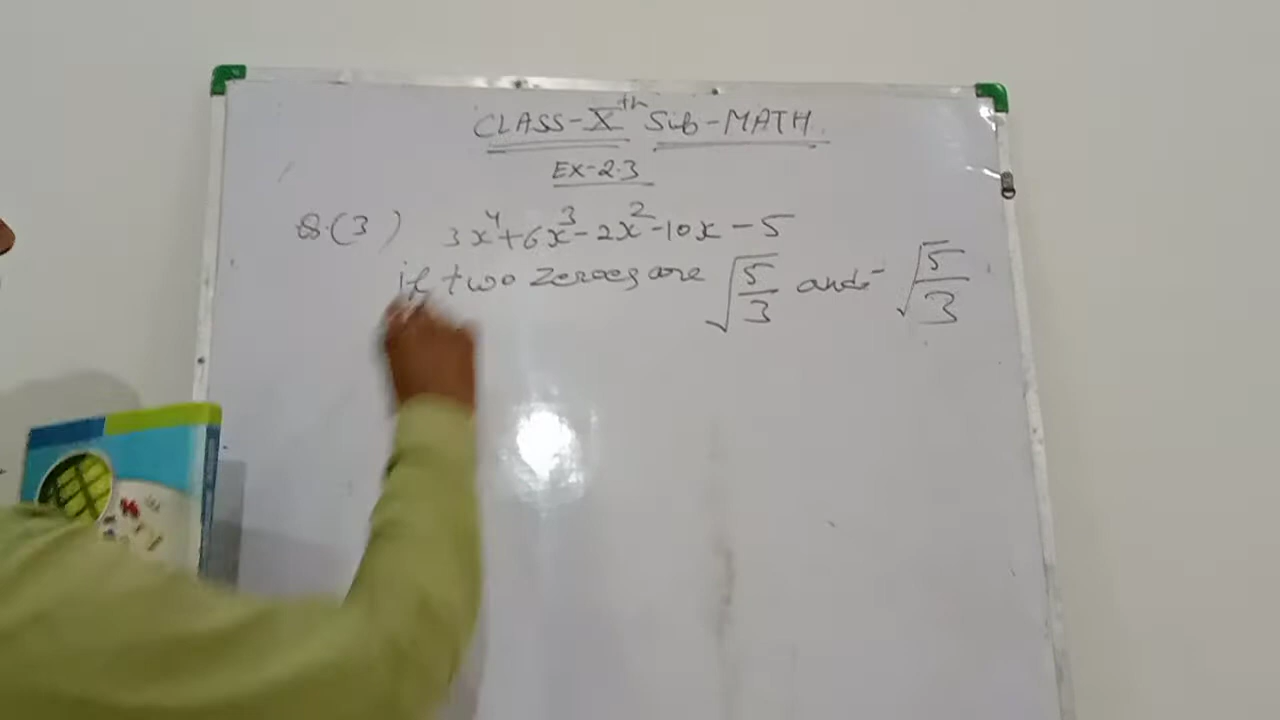 CLASS-Xth Sub-MATH.
Ex-2.3
Q.(3) 3x⁴+6x³-2x²-10x-5
if two zeroes are √5/3 and -√5/3